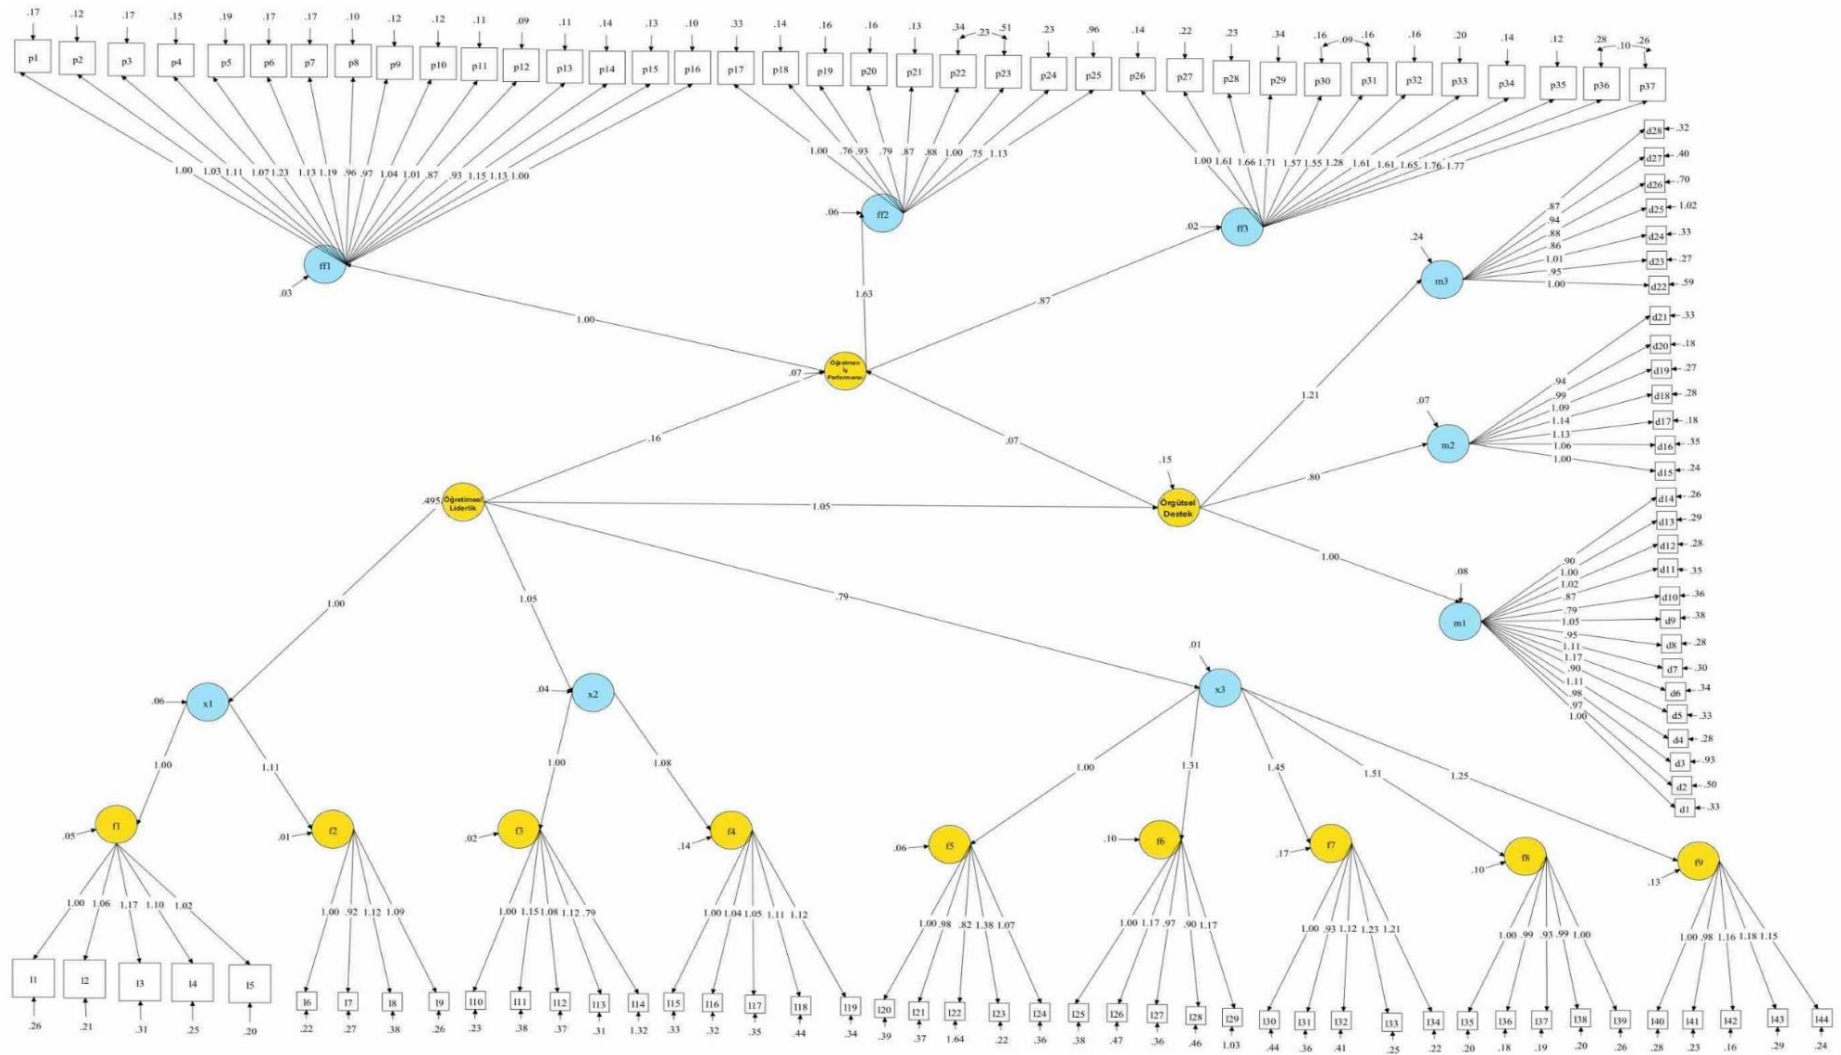 .17 .12 .17 .15 .19 .17 .17 .10 .12 .12 .11 .09 .11 .14 .13 .10 .33 .14 .16 .16 .13 .34 .23 .51 .23 .96 .14 .22 .23 .34 .16 .09 .16 .16 .20 .14 .12 .28 .10 .26
p1 p2 p3 p4 p5 p6 p7 p8 p9 p10 p11 p12 p13 p14 p15 p16 p17 p18 p19 p20 p21 p22 p23 p24 p25 p26 p27 p28 p29 p30 p31 p32 p33 p34 p35 p36 p37
1.00 1.03 1.11 1.07 1.23 1.13 1.19 .96 .97 1.04 1.01 .87 .93 1.15 1.13 1.00
1.00 .76 .93 .79 .87 .88 1.00 .75 1.13
1.00 1.61 1.66 1.71 1.57 1.55 1.28 1.61 1.61 1.65 1.76 1.77
ff1
.03
.06
ff2
.02
ff3
1.00
1.63
.87
.07
Öğretmen
İş
Performansı
.16
.07
.495
Öğretimsel
Liderlik
1.05
.15
Örgütsel
Destek
1.21
.80
1.00
.24
m3
.87
.94
.88
.86
1.01
.95
1.00
d28 .32
d27 .40
d26 .70
d25 1.02
d24 .33
d23 .27
d22 .59
.07
m2
.94
.99
1.09
1.14
1.13
1.06
1.00
d21 .33
d20 .18
d19 .27
d18 .28
d17 .18
d16 .35
d15 .24
.08
m1
.90
1.00
1.02
.87
.79
1.05
.95
1.11
1.17
.90
1.11
.98
.97
1.00
d14 .26
d13 .29
d12 .28
d11 .35
d10 .36
d9 .38
d8 .28
d7 .30
d6 .34
d5 .33
d4 .28
d3 .93
d2 .50
d1 .33
1.00
1.05
.79
.06
x1
.04
x2
.01
x3
1.00
1.11
1.00
1.08
1.00
1.31
1.45
1.51
1.25
.05
f1
.01
f2
.02
f3
.14
f4
.06
f5
.10
f6
.17
f7
.10
f8
.13
f9
1.00 1.06 1.17 1.10 1.02
1.00 .92 1.12 1.09
1.00 1.15 1.08 1.12 .79
1.00 1.04 1.05 1.11 1.12
1.00 .98 .82 1.38 1.07
1.00 1.17 .97 .90 1.17
1.00 .93 1.12 1.23 1.21
1.00 .99 .93 .99 1.00
1.00 .98 1.16 1.18 1.15
l1 l2 l3 l4 l5 l6 l7 l8 l9 l10 l11 l12 l13 l14 l15 l16 l17 l18 l19 l20 l21 l22 l23 l24 l25 l26 l27 l28 l29 l30 l31 l32 l33 l34 l35 l36 l37 l38 l39 l40 l41 l42 l43 l44
.26 .21 .31 .25 .20 .22 .27 .38 .26 .23 .38 .37 .31 1.32 .33 .32 .35 .44 .34 .39 .37 1.64 .22 .36 .38 .47 .36 .46 1.03 .44 .36 .41 .25 .22 .20 .18 .19 .20 .26 .28 .23 .16 .29 .24